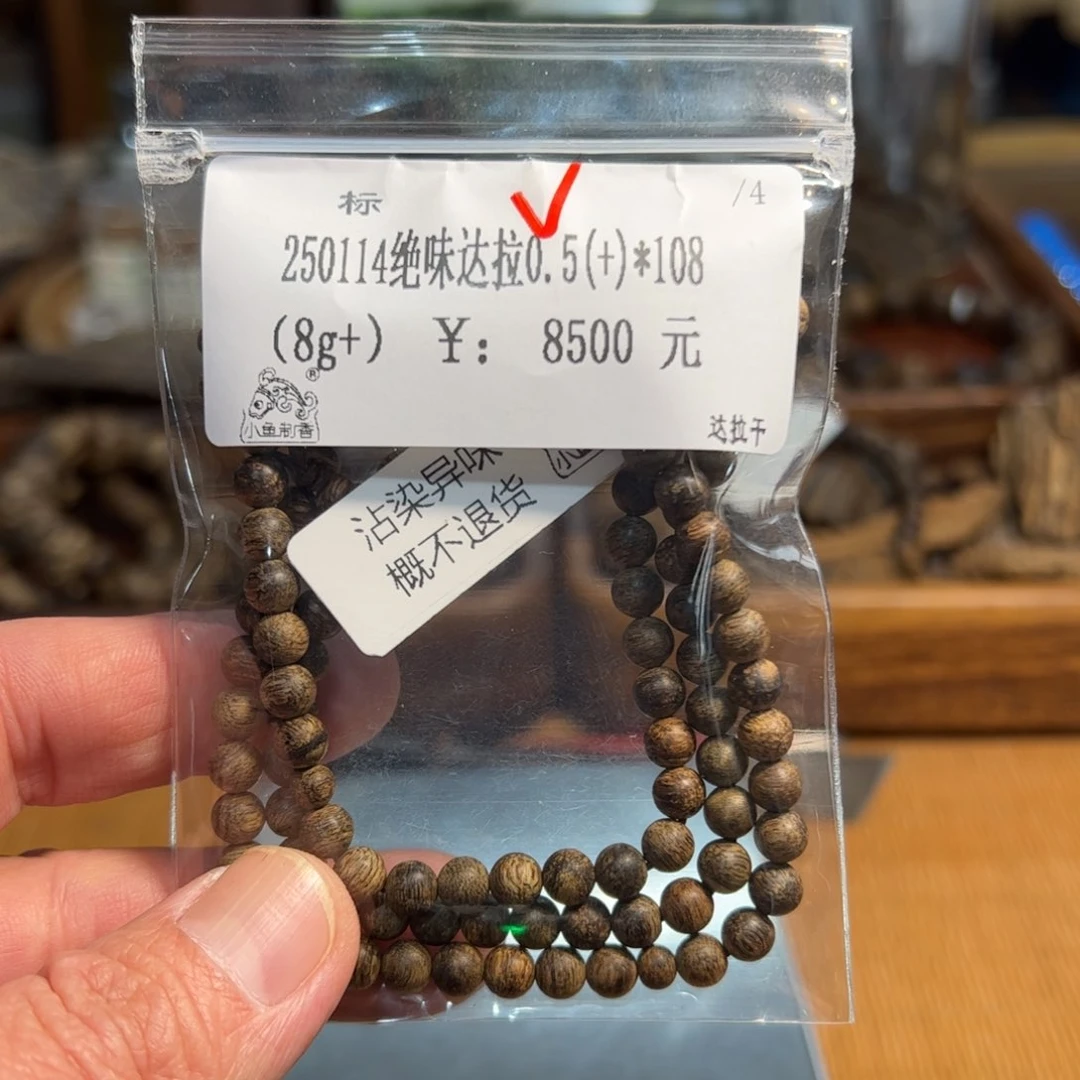 标
/4
250114绝味达拉0.5(+)*108
(8g+) ￥： 8500 元
®
小鱼制香
达拉干
沾染异味
概不退货